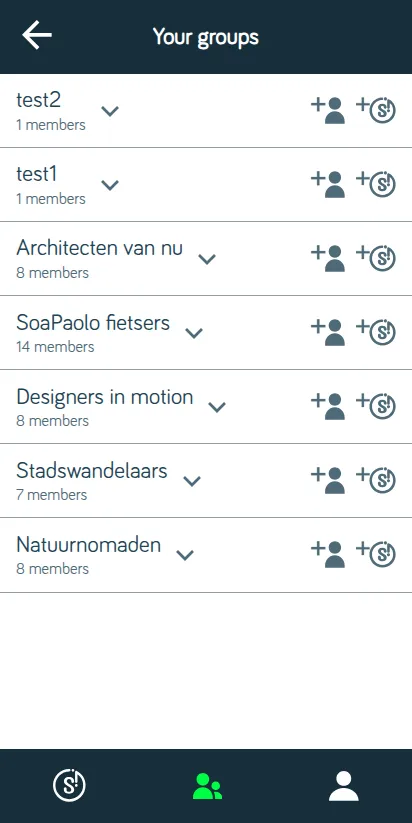 Your groups
test2
1 members
test1
1 members
Architecten van nu
8 members
SoaPaolo fietsers
14 members
Designers in motion
8 members
Stadswandelaars
7 members
Natuurnomaden
8 members